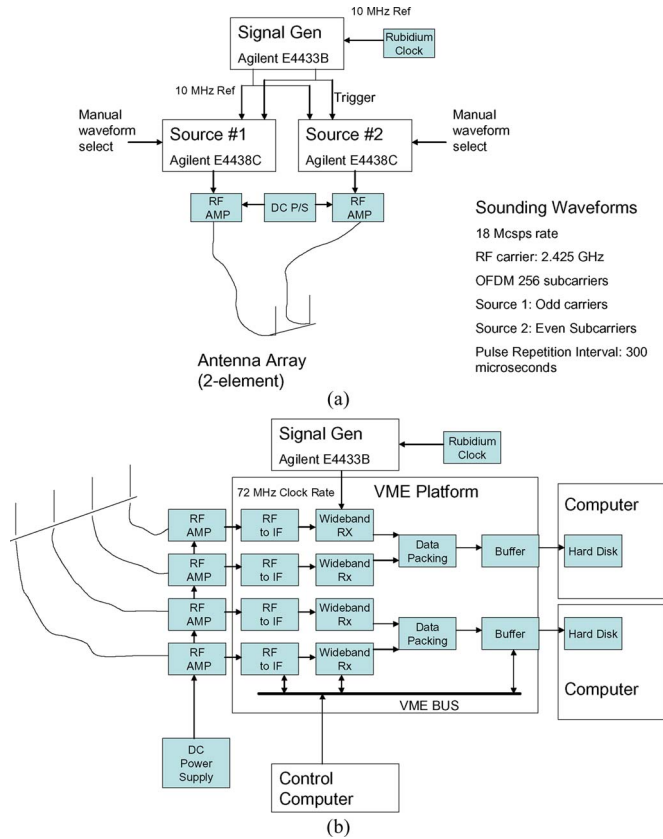 10 MHz Ref
Signal Gen
Agilent E4433B
Rubidium
Clock
10 MHz Ref
Trigger
Manual
waveform
select
Source #1
Agilent E4438C
Source #2
Agilent E4438C
Manual
waveform
select
RF
AMP
DC P/S
RF
AMP
Sounding Waveforms
18 Mcsps rate
RF carrier: 2.425 GHz
OFDM 256 subcarriers
Source 1: Odd carriers
Source 2: Even Subcarriers
Pulse Repetition Interval: 300
microseconds
Antenna Array
(2-element)
(a)
Signal Gen
Agilent E4433B
Rubidium
Clock
72 MHz Clock Rate
VME Platform
Computer
RF
AMP
RF
to IF
Wideband
RX
Data
Packing
Buffer
Hard Disk
RF
AMP
RF
to IF
Wideband
Rx
RF
AMP
RF
to IF
Wideband
Rx
Data
Packing
Buffer
Hard Disk
RF
AMP
RF
to IF
Wideband
Rx
Computer
VME BUS
DC
Power
Supply
Control
Computer
(b)